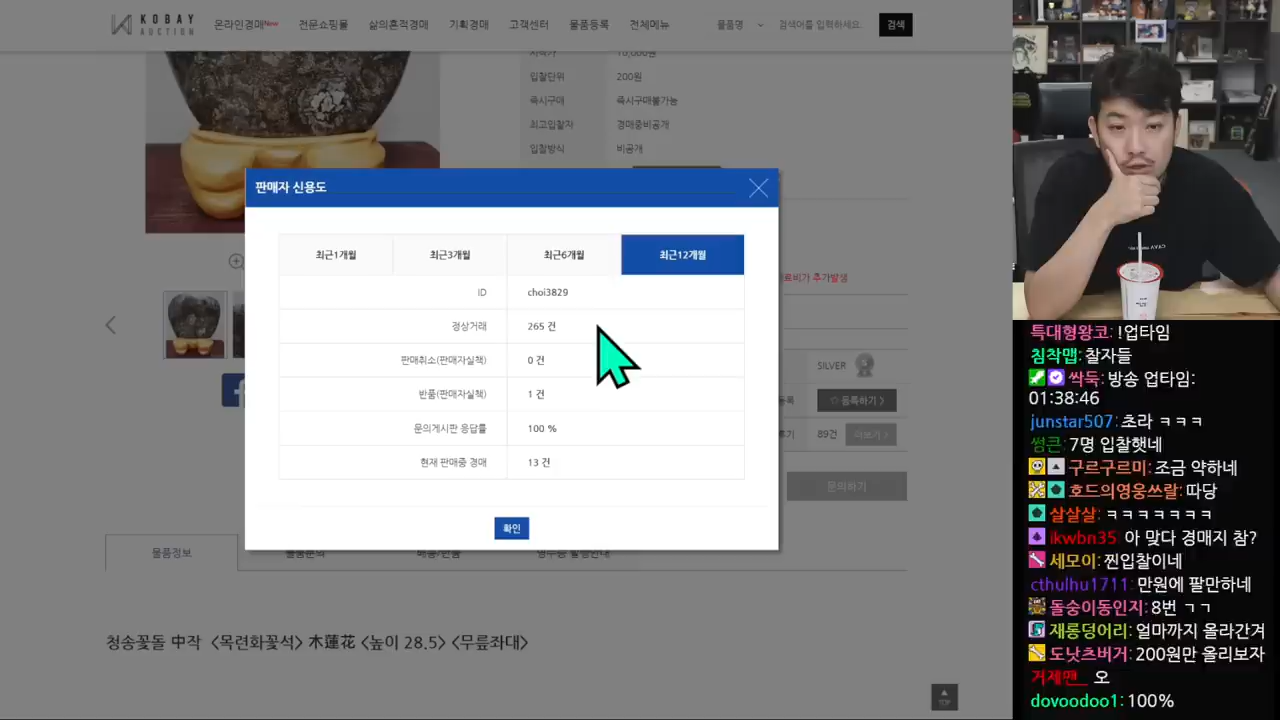 KOBAY
AUCTION
온라인경매New
전문쇼핑몰
삶의흔적경매
기획경매
고객센터
물품등록
전체메뉴
물품명
검색어를 입력하세요.
검색
10,000원
입찰단위
200원
즉시구매
즉시구매불가능
최고입찰자
경매중비공개
입찰방식
비공개
판매자 신용도
최근1개월
최근3개월
최근6개월
최근12개월
ID
choi3829
정상거래
265 건
판매취소(판매자실책)
0 건
반품(판매자실책)
1 건
문의게시판 응답률
100 %
현재 판매중 경매
13 건
확인
료비가 추가발생
SILVER
89건
더보기 >
문의하기
물품정보
청송꽃돌 中作 <목련화꽃석> 木蓮花 <높이 28.5> <무릎좌대>
TOP
특대형왕코: !업타임
침착맵: 찰자들
싹둑: 방송 업타임:
01:38:46
junstar507: 초라 ㅋㅋㅋ
썽큰: 7명 입찰햇네
구르구르미: 조금 약하네
호드의영웅쓰랄: 따당
살살살: ㅋㅋㅋㅋㅋㅋㅋ
ikwbn35 아 맞다 경매지 참?
세모이: 찐입찰이네
cthulhu1711: 만원에 팔만하네
돌숭이동인지: 8번 ㄱㄱ
재롱덩어리: 얼마까지 올라간겨
도낫츠버거: 200원만 올리보자
거제맨__ 오
dovoodoo1: 100%